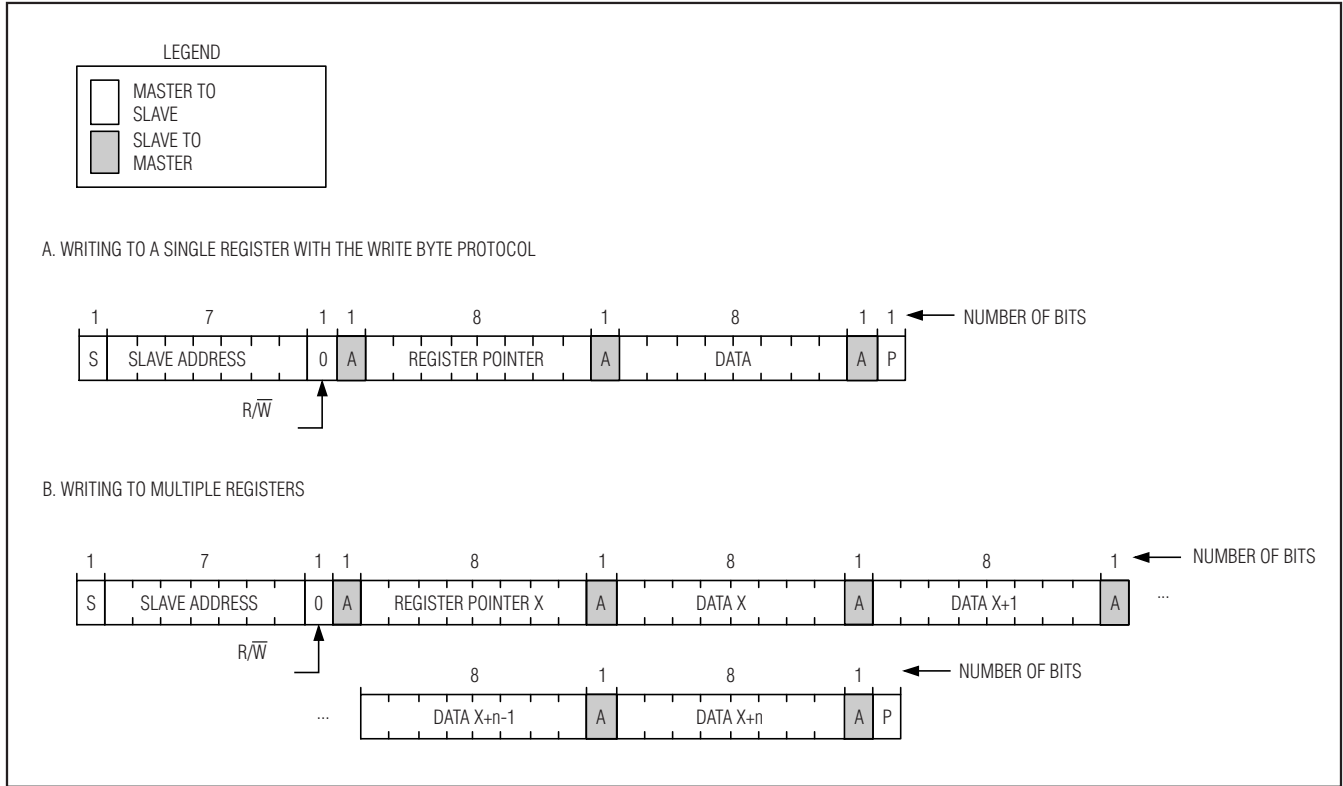 LEGEND
MASTER TO
SLAVE
SLAVE TO
MASTER
A. WRITING TO A SINGLE REGISTER WITH THE WRITE BYTE PROTOCOL
1 7 1 1 8 1 8 1 1 NUMBER OF BITS
S SLAVE ADDRESS 0 A REGISTER POINTER A DATA A P
R/W̅
B. WRITING TO MULTIPLE REGISTERS
1 7 1 1 8 1 8 1 8 1 NUMBER OF BITS
S SLAVE ADDRESS 0 A REGISTER POINTER X A DATA X A DATA X+1 A ...
R/W̅
8 1 8 1 NUMBER OF BITS
... DATA X+n-1 A DATA X+n A P